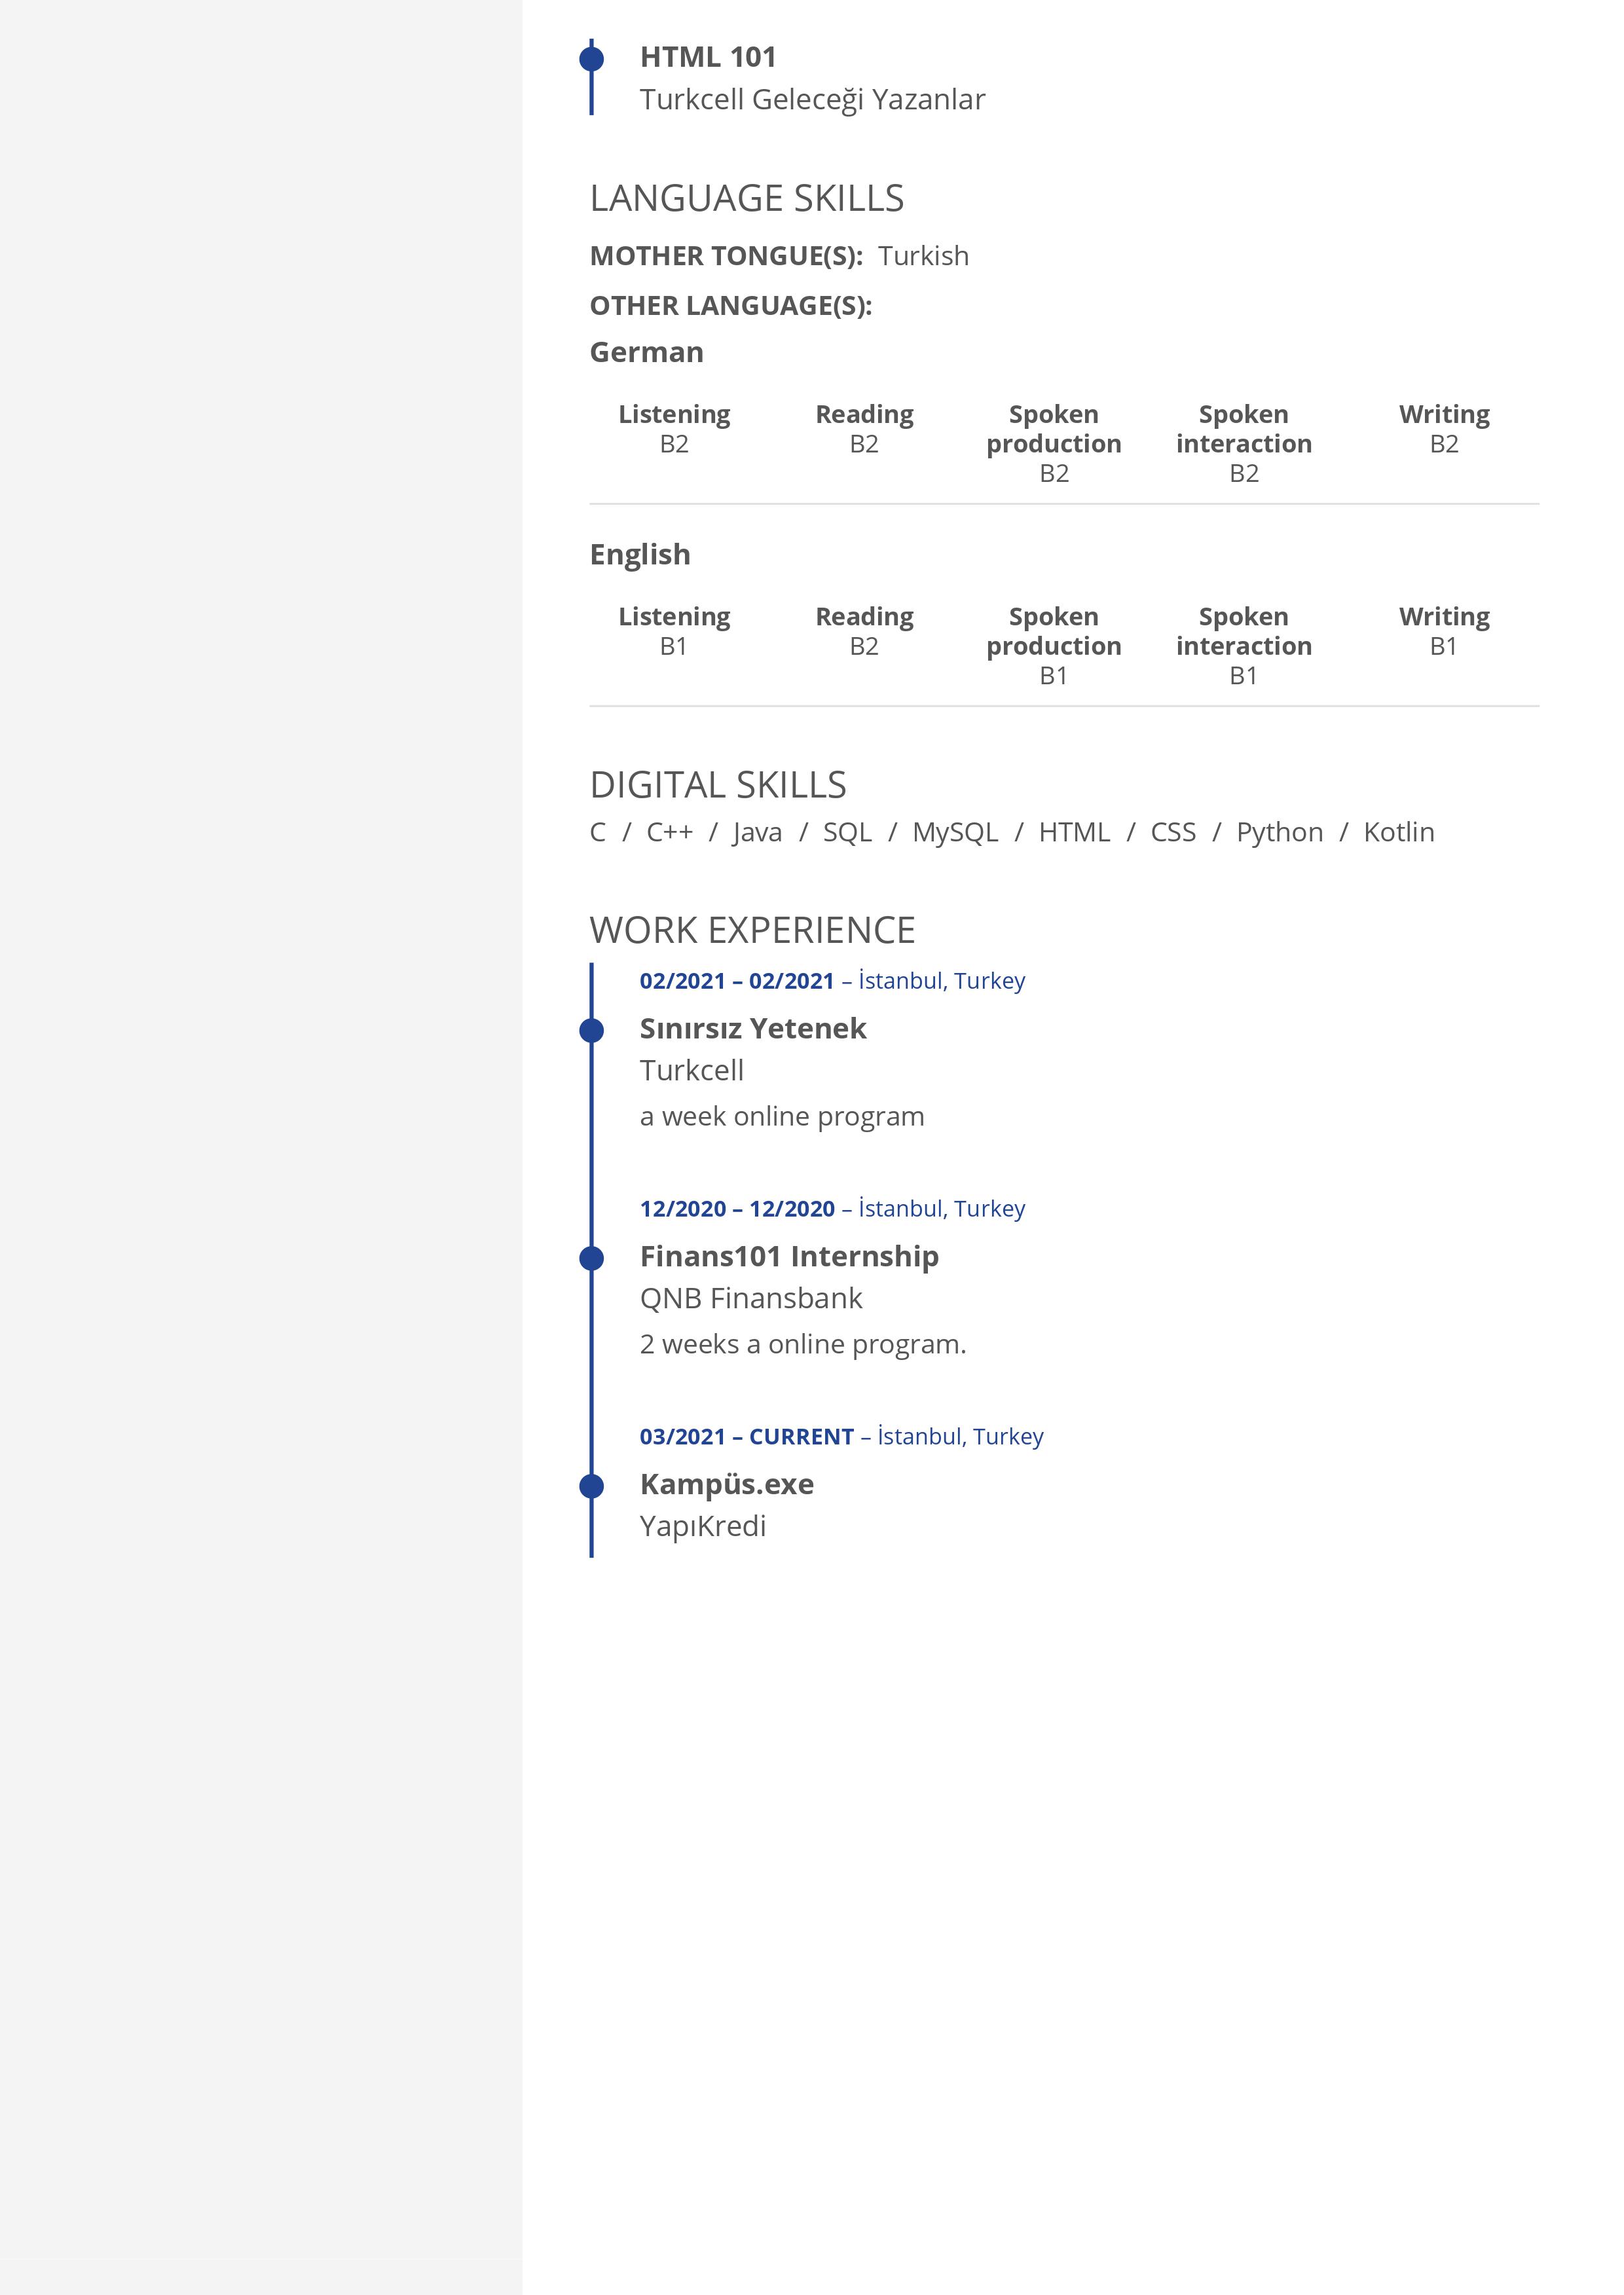 HTML 101
Turkcell Geleceği Yazanlar
LANGUAGE SKILLS
MOTHER TONGUE(S): Turkish
OTHER LANGUAGE(S):
German
Listening Reading Spoken production Spoken interaction Writing
B2 B2 B2 B2 B2
English
Listening Reading Spoken production Spoken interaction Writing
B1 B2 B1 B1 B1
DIGITAL SKILLS
C / C++ / Java / SQL / MySQL / HTML / CSS / Python / Kotlin
WORK EXPERIENCE
02/2021 – 02/2021 – İstanbul, Turkey
Sınırsız Yetenek
Turkcell
a week online program
12/2020 – 12/2020 – İstanbul, Turkey
Finans101 Internship
QNB Finansbank
2 weeks a online program.
03/2021 – CURRENT – İstanbul, Turkey
Kampüs.exe
YapıKredi